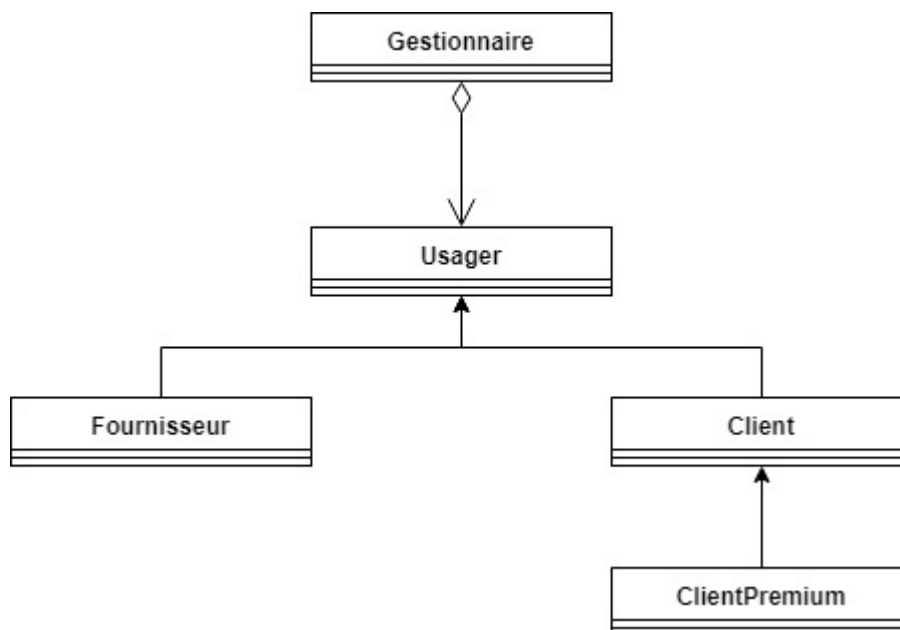 Gestionnaire
Usager
Fournisseur
Client
ClientPremium